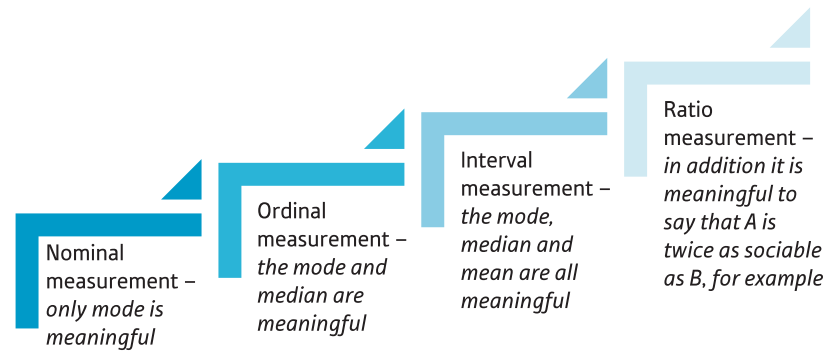 Nominal
measurement –
only mode is
meaningful
Ordinal
measurement –
the mode and
median are
meaningful
Interval
measurement –
the mode,
median and
mean are all
meaningful
Ratio
measurement –
in addition it is
meaningful to
say that A is
twice as sociable
as B, for example